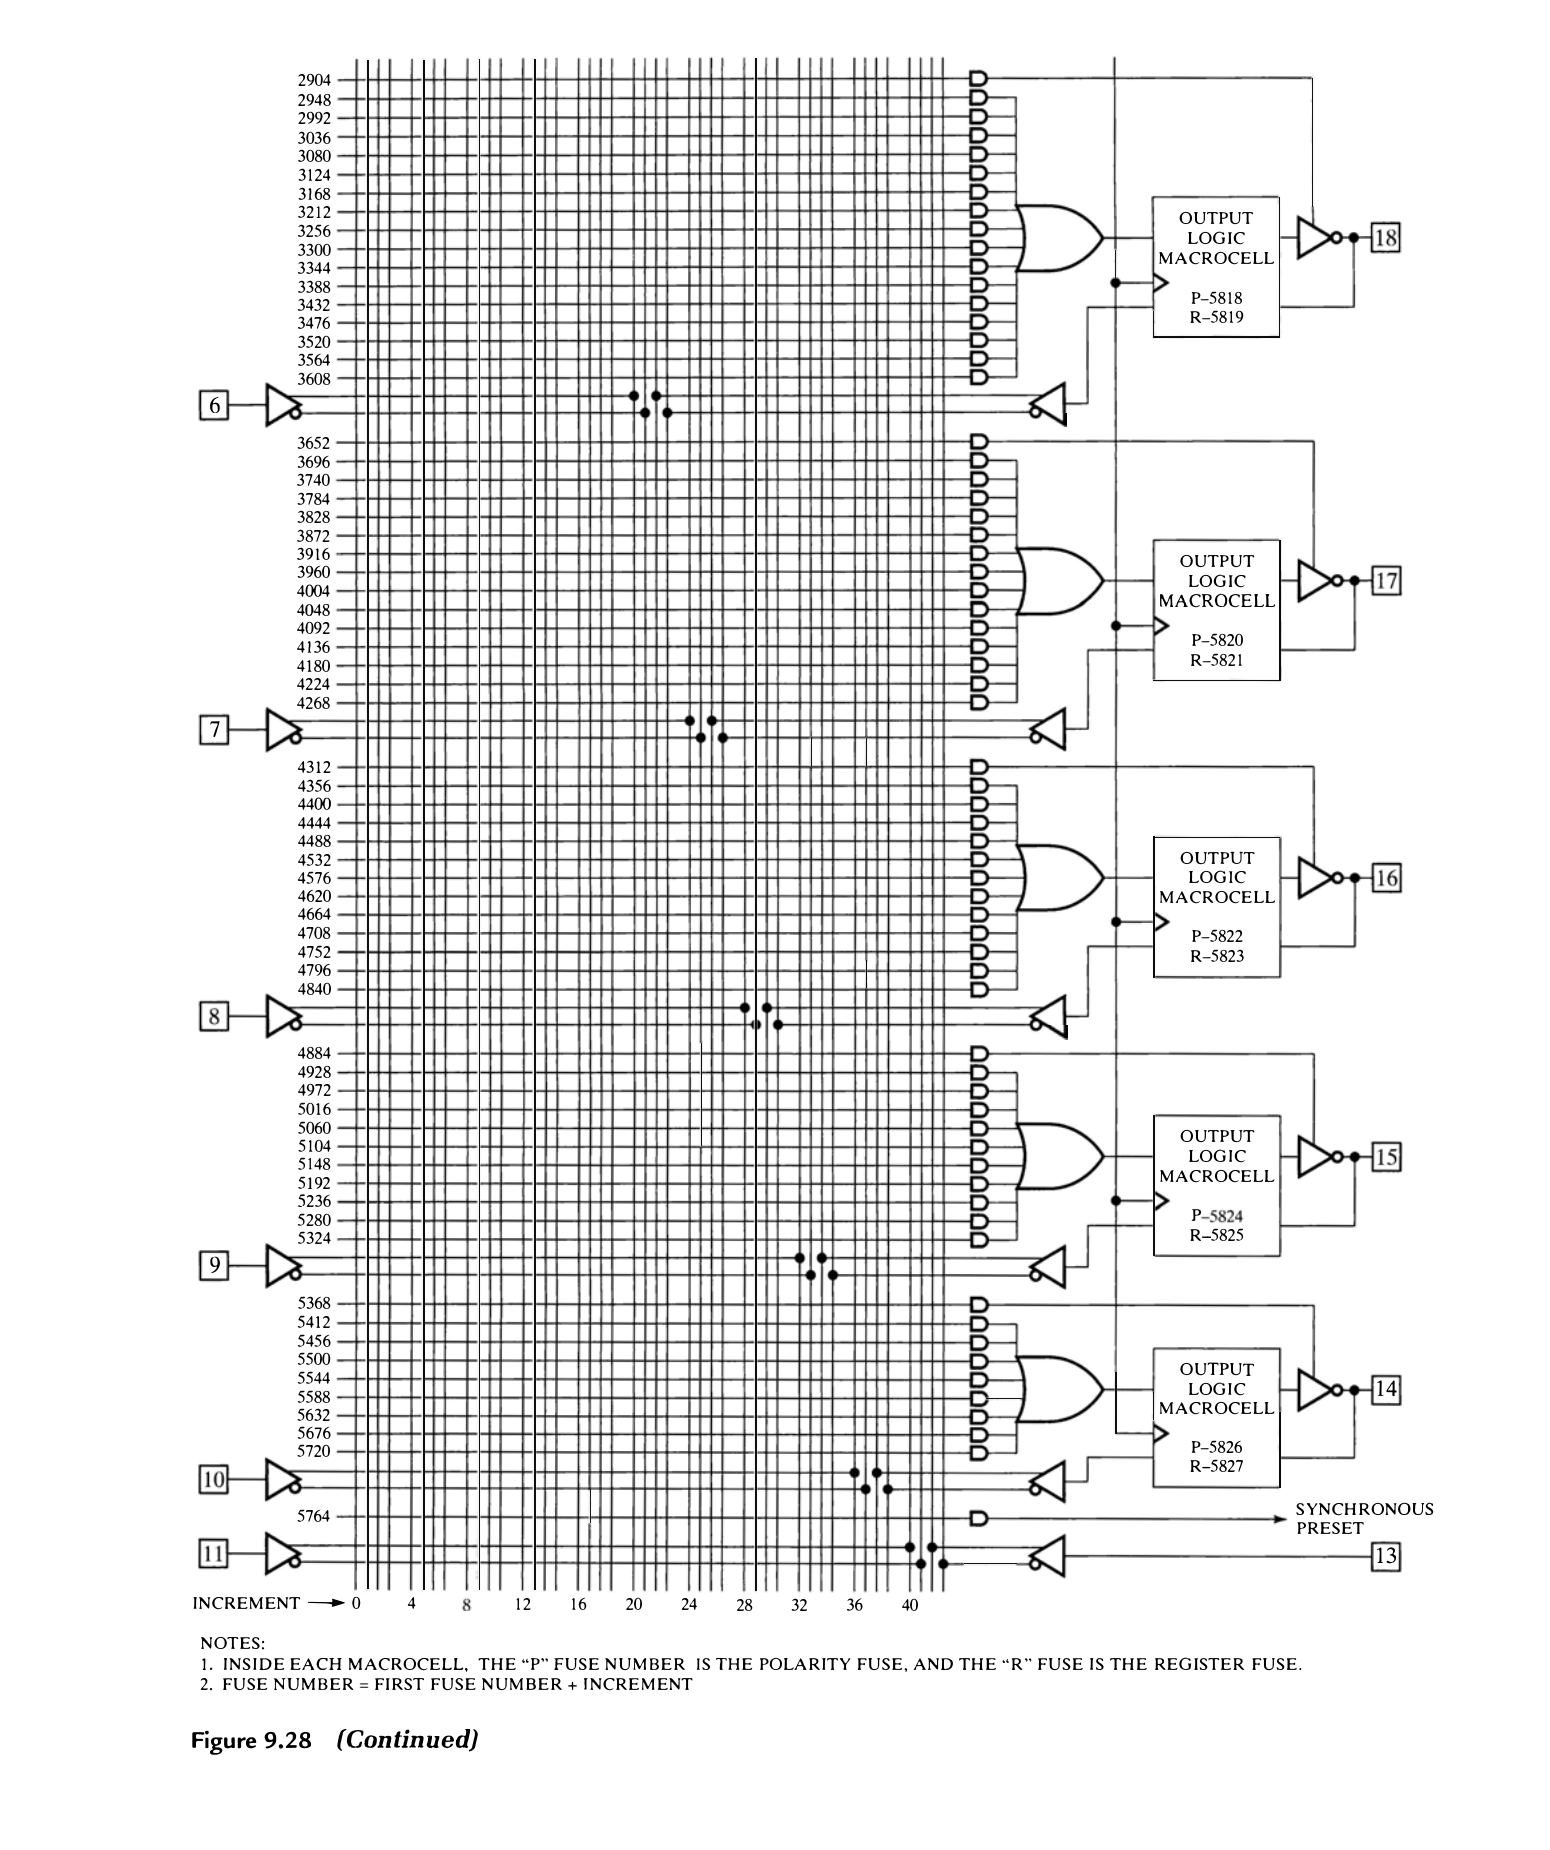 2904
2948
2992
3036
3080
3124
3168
3212
3256
3300
3344
3388
3432
3476
3520
3564
3608
OUTPUT
LOGIC
MACROCELL
P–5818
R–5819
18
6
3652
3696
3740
3784
3828
3872
3916
3960
4004
4048
4092
4136
4180
4224
4268
OUTPUT
LOGIC
MACROCELL
P–5820
R–5821
17
7
4312
4356
4400
4444
4488
4532
4576
4620
4664
4708
4752
4796
4840
OUTPUT
LOGIC
MACROCELL
P–5822
R–5823
16
8
4884
4928
4972
5016
5060
5104
5148
5192
5236
5280
5324
OUTPUT
LOGIC
MACROCELL
P–5824
R–5825
15
9
5368
5412
5456
5500
5544
5588
5632
5676
5720
OUTPUT
LOGIC
MACROCELL
P–5826
R–5827
14
10
5764
SYNCHRONOUS
PRESET
11
13
INCREMENT 0 4 8 12 16 20 24 28 32 36 40
NOTES:
1. INSIDE EACH MACROCELL, THE “P” FUSE NUMBER IS THE POLARITY FUSE, AND THE “R” FUSE IS THE REGISTER FUSE.
2. FUSE NUMBER = FIRST FUSE NUMBER + INCREMENT
Figure 9.28 (Continued)